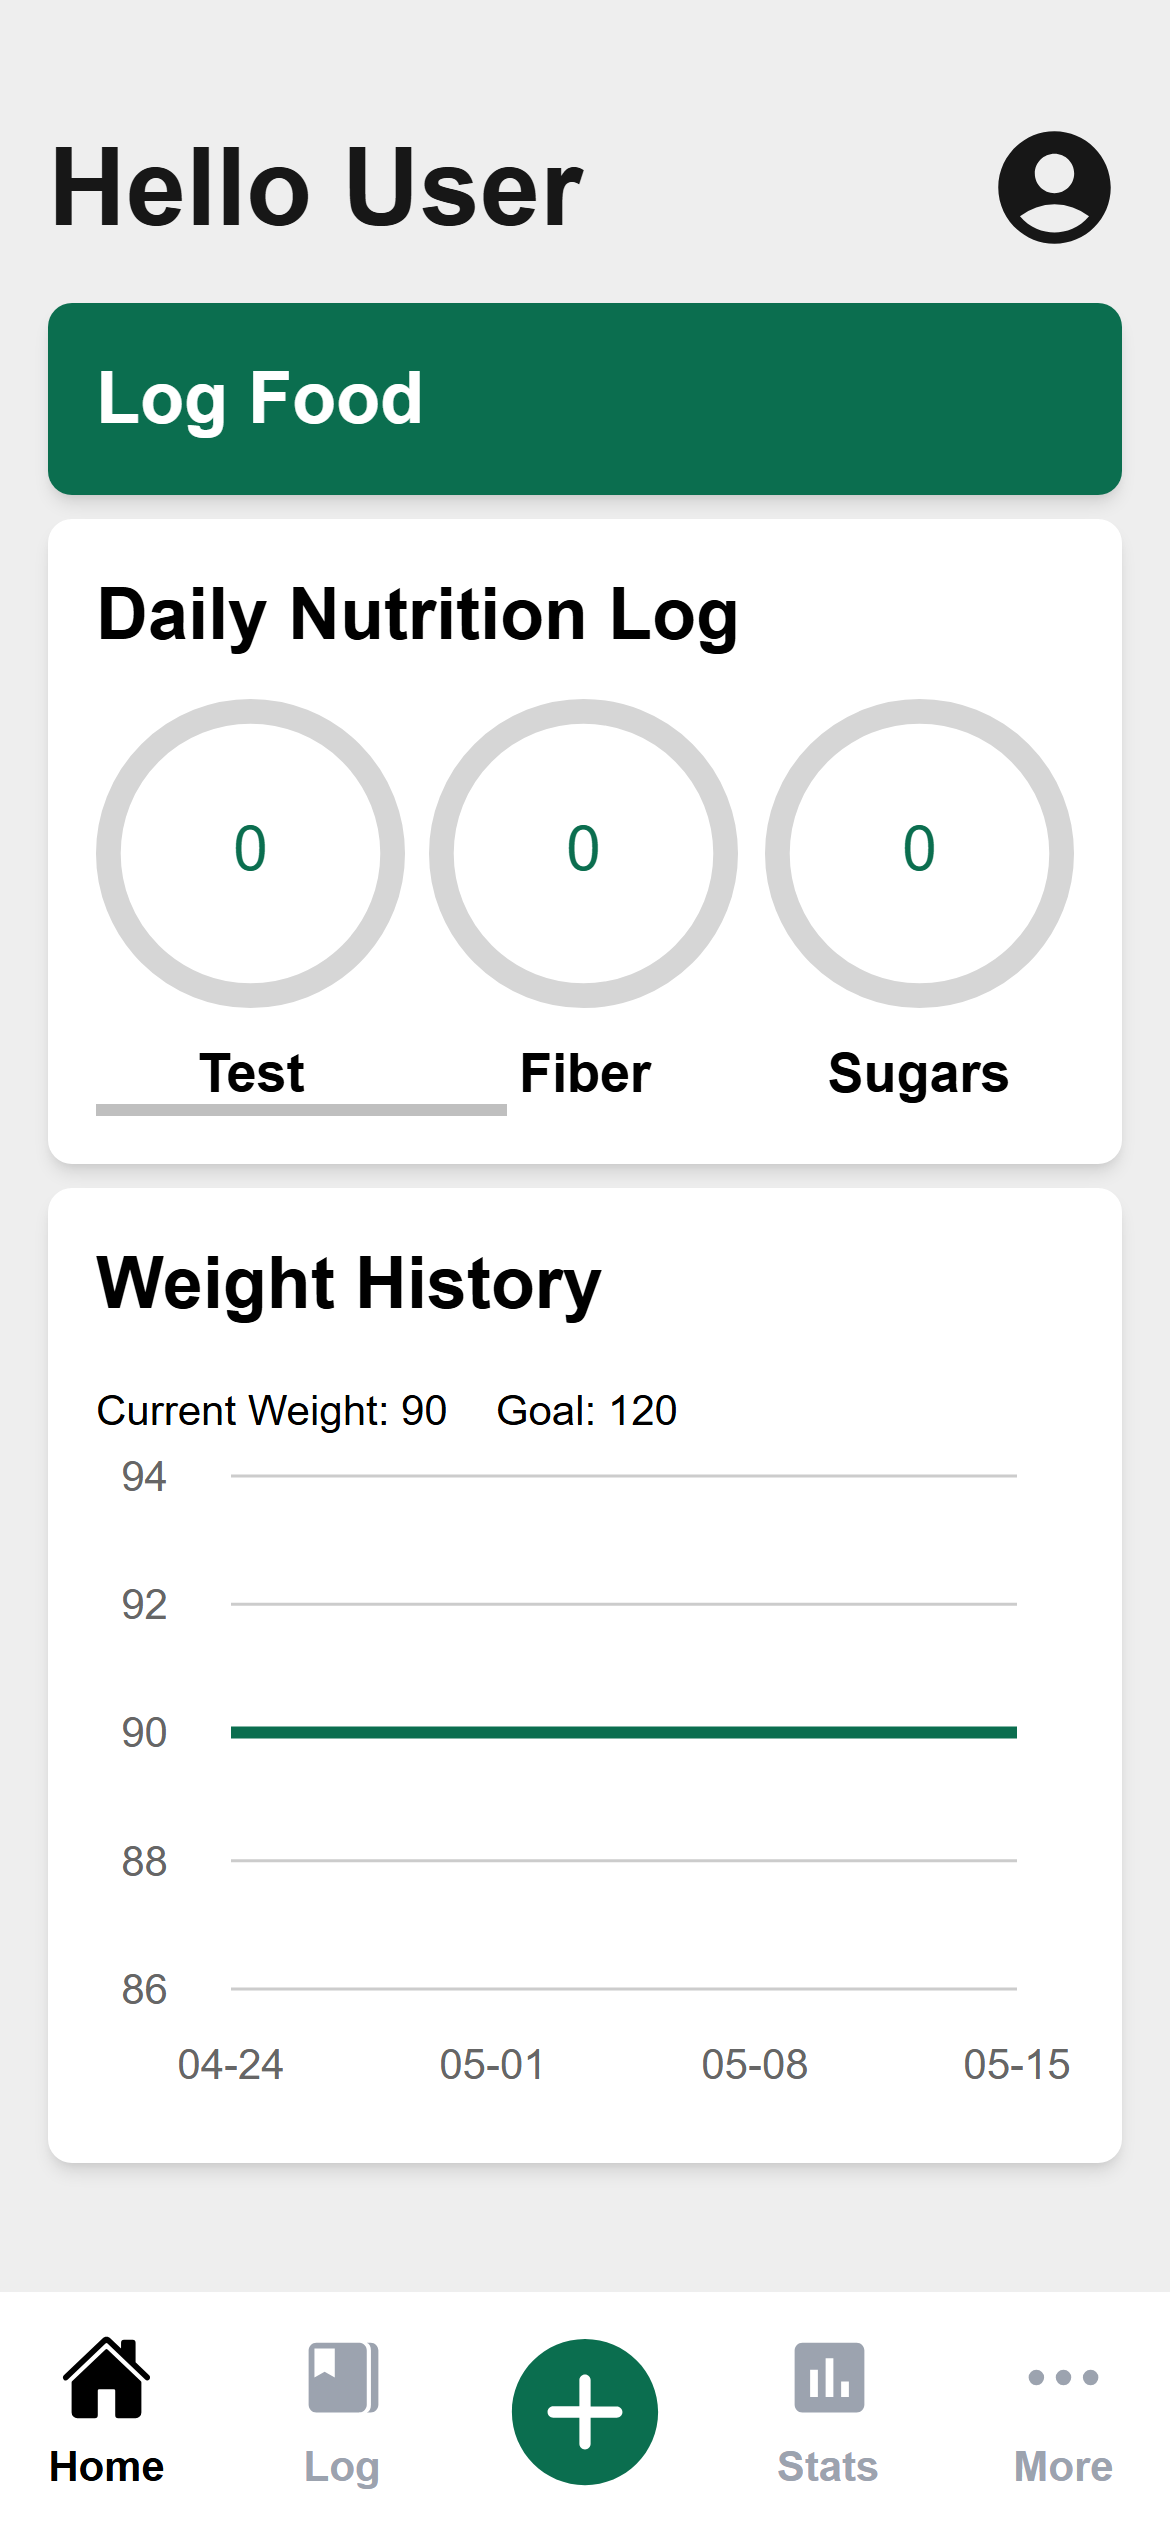 Hello User
Log Food
Daily Nutrition Log
0 0 0
Test Fiber Sugars
Weight History
Current Weight: 90 Goal: 120
94
92
90
88
86
04-24 05-01 05-08 05-15
Home Log Stats More